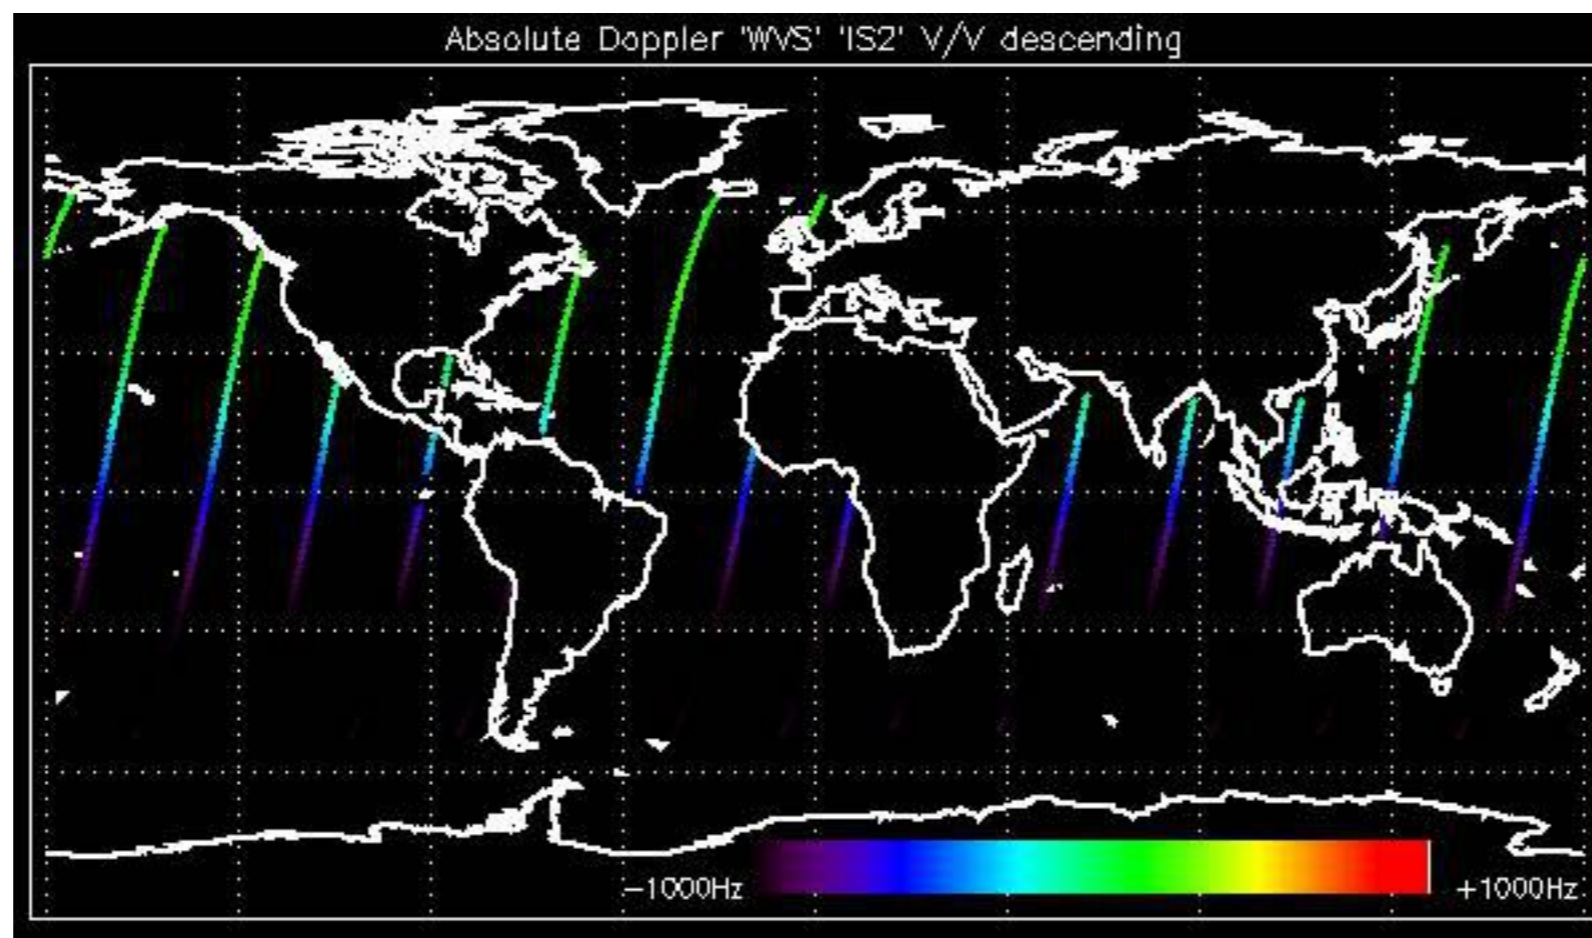 Absolute Doppler 'WVS' 'IS2' V/V descending
−1000Hz +1000Hz